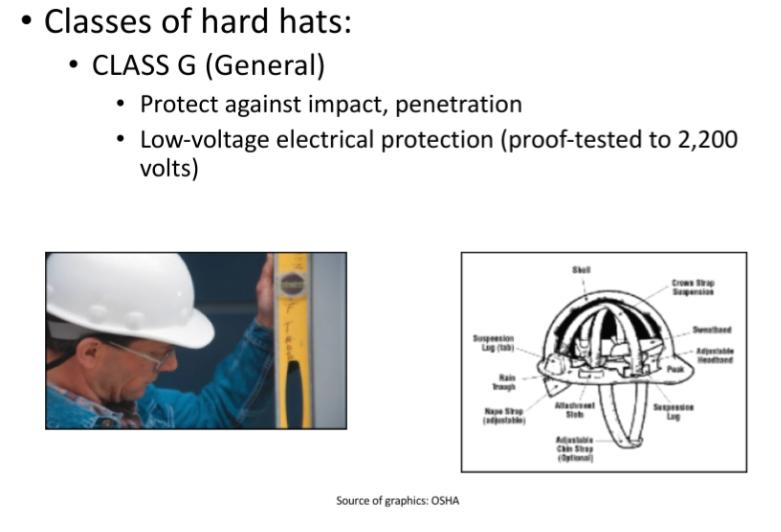 • Classes of hard hats:
• CLASS G (General)
• Protect against impact, penetration
• Low-voltage electrical protection (proof-tested to 2,200
volts)
Shell
Crown Strap
Suspension
Sweatband
Suspension
Lug (tab)
Adjustable
Headband
Peak
Rain
Trough
Attachment
Slots
Suspension
Lug
Nape Strap
(adjustable)
Adjustable
Chin Strap
(Optional)
Source of graphics: OSHA